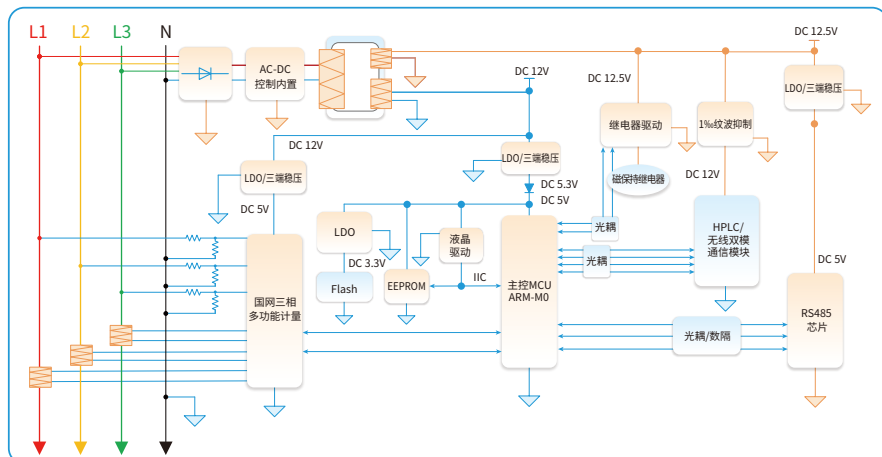 L1
L2
L3
N
AC-DC
控制内置
DC 12.5V
DC 12V
DC 12.5V
LDO/三端稳压
继电器驱动
1‰纹波抑制
DC 12V
LDO/三端稳压
磁保持继电器
DC 12V
LDO/三端稳压
DC 5.3V
DC 5V
DC 5V
光耦
HPLC/
无线双模
通信模块
LDO
液晶
驱动
光耦
DC 5V
DC 3.3V
IIC
Flash
EEPROM
主控MCU
ARM-M0
国网三相
多功能计量
RS485
芯片
光耦/数隔